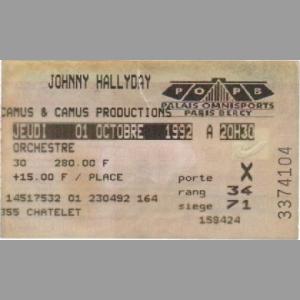 JOHNNY HALLYDAY
POPB
PALAIS OMNISPORTS
PARIS BERCY
CAMUS & CAMUS PRODUCTIONS
JEUDI 01 OCTOBRE 1992 A 20H30
ORCHESTRE
30 280.00 F
+15.00 F / PLACE
porte X
rang 34
siege 71
14517532 01 230492 164
355 CHATELET
159424
3374104